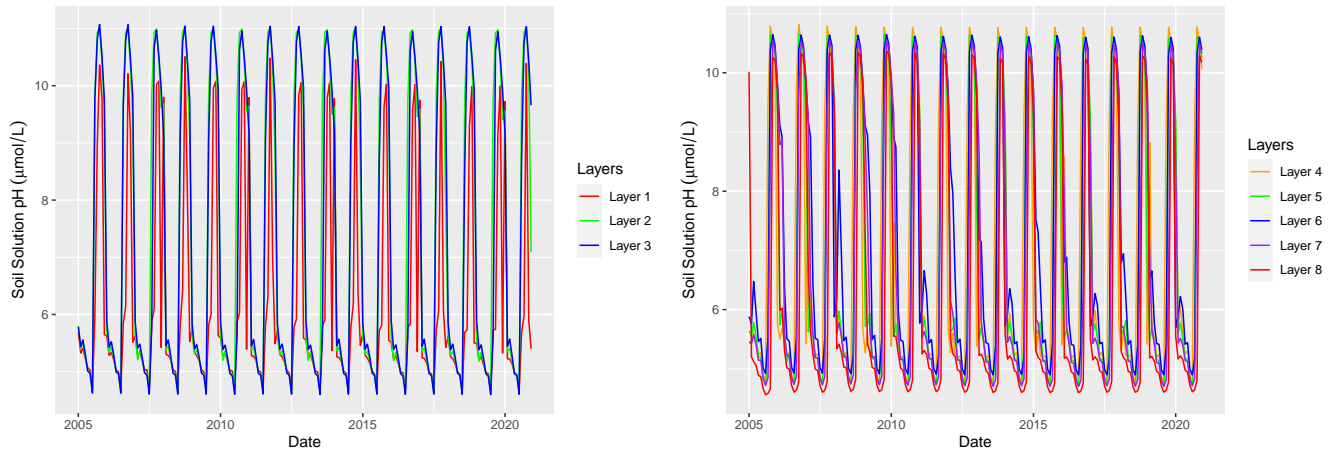 Soil Solution pH (μmol/L)
10
8
6
2005
2010
2015
2020
Date
Layers
Layer 1
Layer 2
Layer 3
Soil Solution pH (μmol/L)
10
8
6
2005
2010
2015
2020
Date
Layers
Layer 4
Layer 5
Layer 6
Layer 7
Layer 8